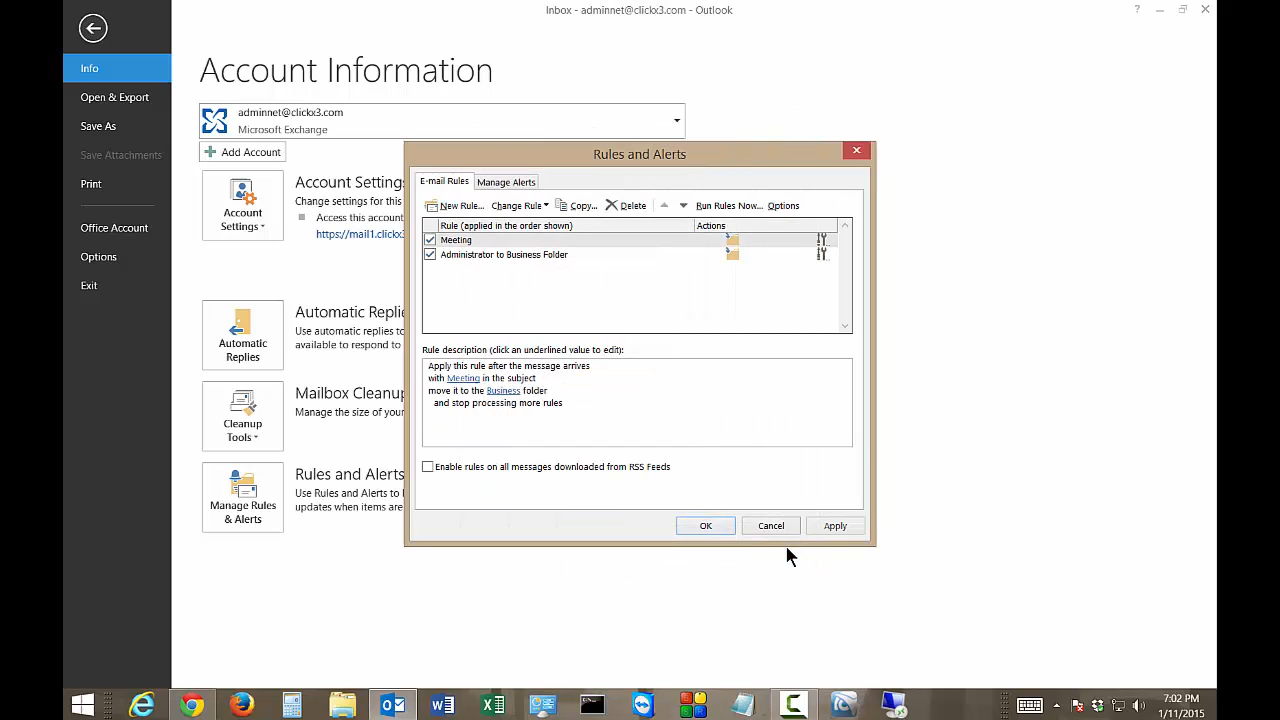 Inbox - adminnet@clickx3.com - Outlook
?
Info
Open & Export
Save As
Save Attachments
Print
Office Account
Options
Exit
Account Information
adminnet@clickx3.com
Microsoft Exchange
Add Account
Account
Settings
Account Settings
Change settings for this
Access this account
https://mail1.clickx3
Automatic
Replies
Automatic Replie
Use automatic replies to
available to respond to
Cleanup
Tools
Mailbox Cleanup
Manage the size of your
Manage Rules
& Alerts
Rules and Alerts
Use Rules and Alerts to
updates when items are
Rules and Alerts
E-mail Rules
Manage Alerts
New Rule...
Change Rule
Copy...
Delete
Run Rules Now...
Options
Rule (applied in the order shown)
Actions
Meeting
Administrator to Business Folder
Rule description (click an underlined value to edit):
Apply this rule after the message arrives
with Meeting in the subject
move it to the Business folder
and stop processing more rules
Enable rules on all messages downloaded from RSS Feeds
OK
Cancel
Apply
7:02 PM
1/11/2015